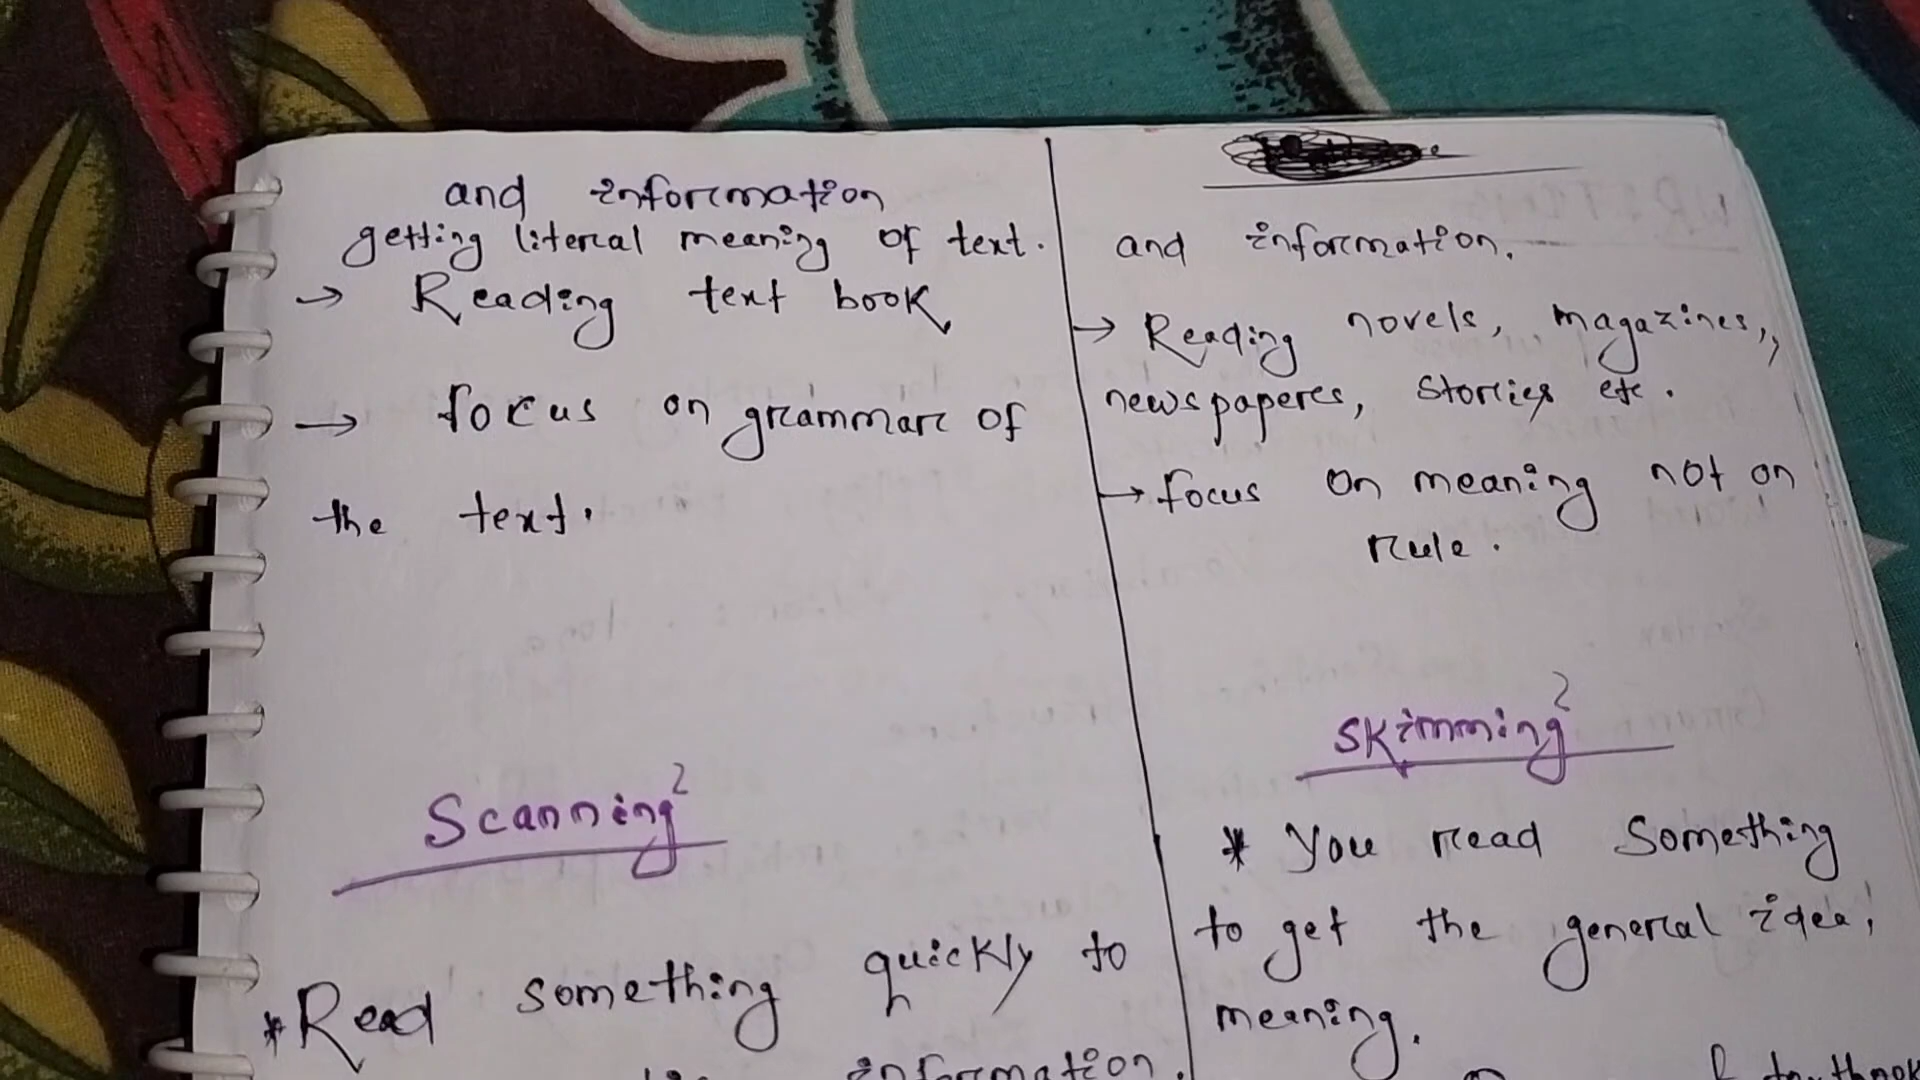 and information
getting literal meaning of text.
→ Reading text book
→ focus on grammar of
the text.
and information.
→ Reading novels, magazines,,
newspapers, stories etc.
→ focus on meaning not on
rule.
Scanning
* Read something quickly to
information.
Skimming
* You read something
to get the general idea,
meaning.